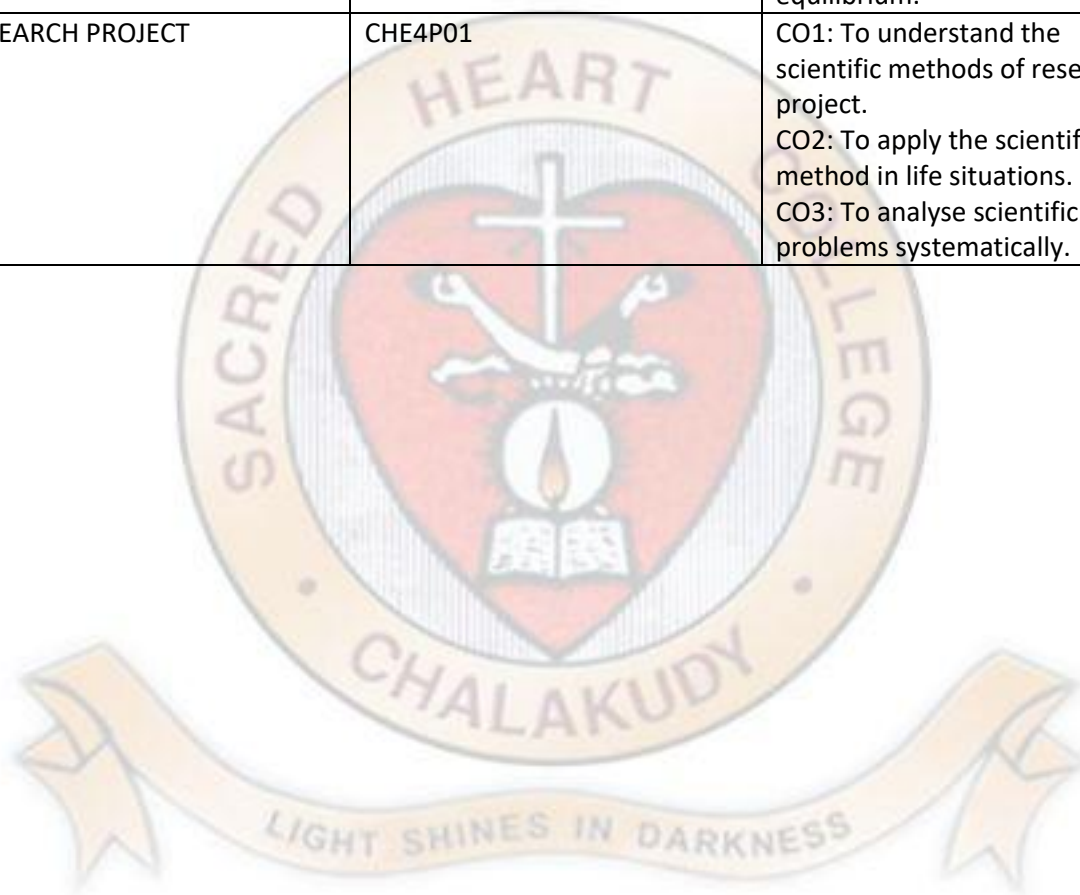 equilibrium.
EARCH PROJECT
CHE4P01
CO1: To understand the
scientific methods of rese
project.
CO2: To apply the scientif
method in life situations.
CO3: To analyse scientific
problems systematically.
SACRED HEART COLLEGE
CHALAKUDY
LIGHT SHINES IN DARKNESS